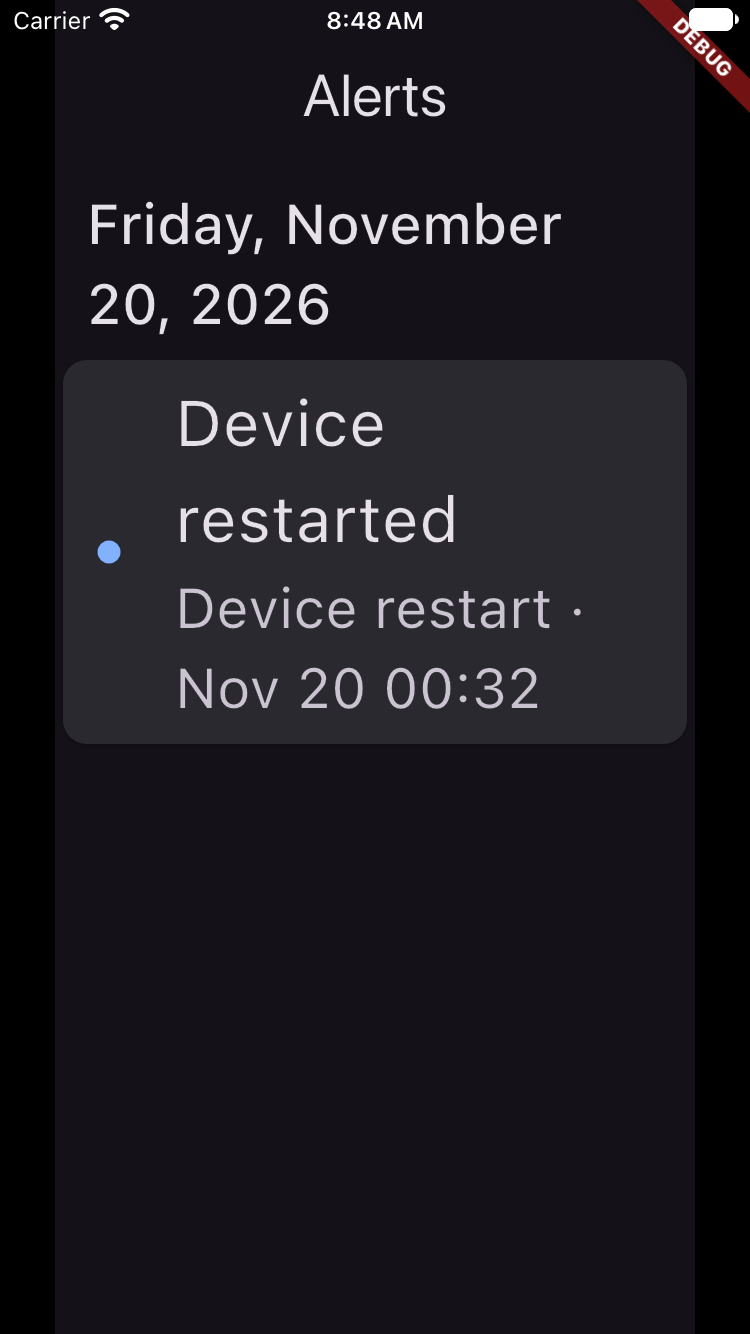 Carrier 8:48 AM
DEBUG
Alerts
Friday, November
20, 2026
Device
restarted
Device restart ·
Nov 20 00:32